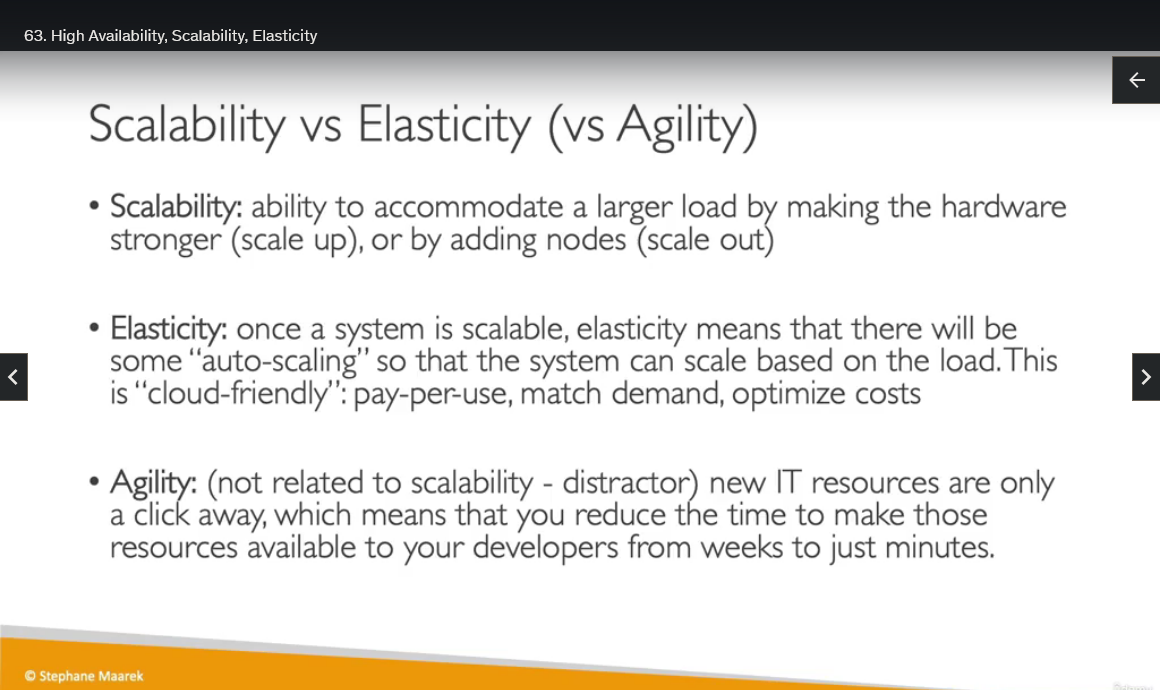 63. High Availability, Scalability, Elasticity
Scalability vs Elasticity (vs Agility)
• Scalability: ability to accommodate a larger load by making the hardware
stronger (scale up), or by adding nodes (scale out)
• Elasticity: once a system is scalable, elasticity means that there will be
some “auto-scaling” so that the system can scale based on the load. This
is “cloud-friendly”: pay-per-use, match demand, optimize costs
• Agility: (not related to scalability - distractor) new IT resources are only
a click away, which means that you reduce the time to make those
resources available to your developers from weeks to just minutes.
© Stephane Maarek